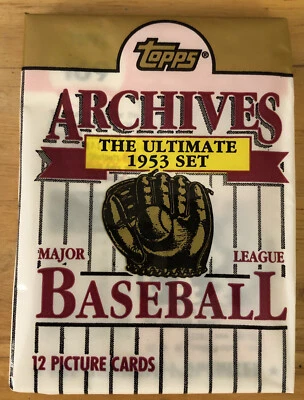 Topps
ARCHIVES
THE ULTIMATE
1953 SET
MAJOR LEAGUE
BASEBALL
12 PICTURE CARDS